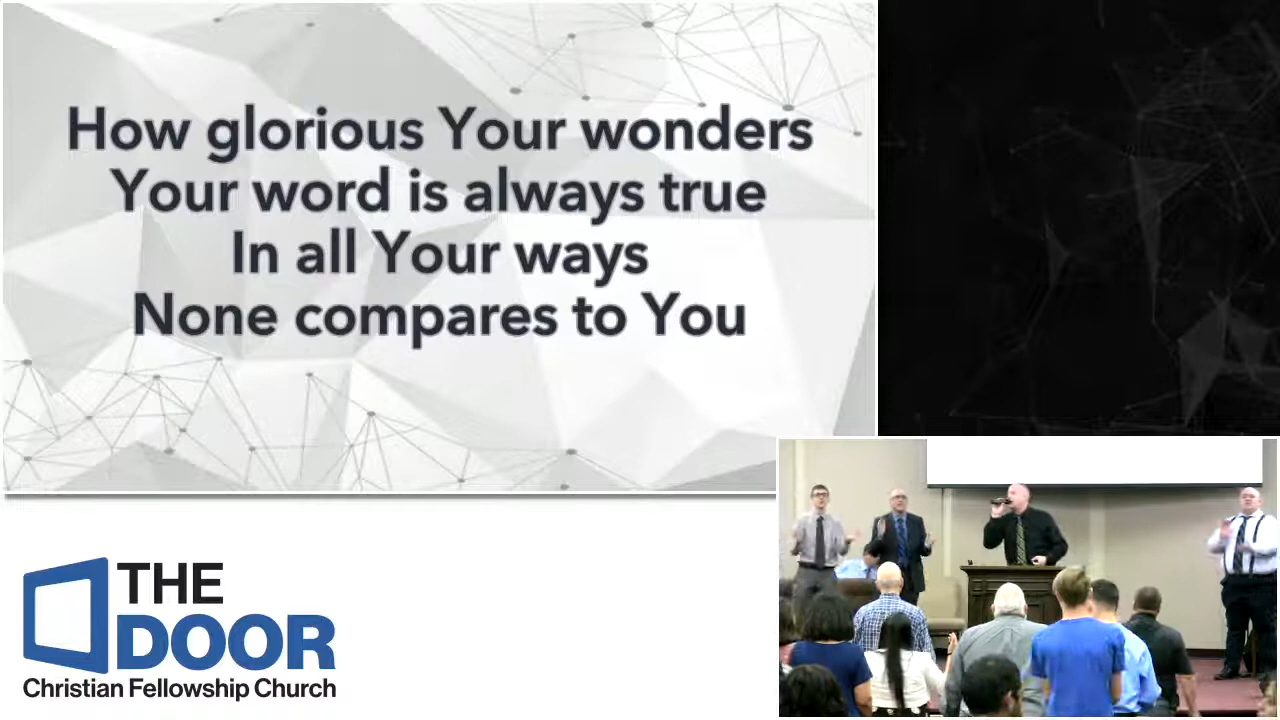 How glorious Your wonders
Your word is always true
In all Your ways
None compares to You
THE
DOOR
Christian Fellowship Church